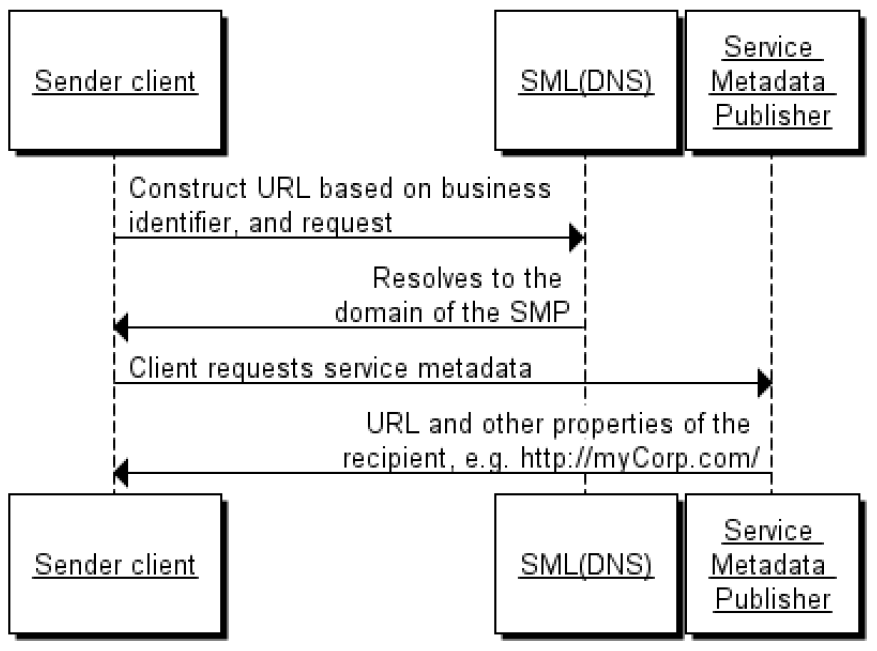 Sender client
SML(DNS)
Service
Metadata
Publisher
Construct URL based on business
identifier, and request
Resolves to the
domain of the SMP
Client requests service metadata
URL and other properties of the
recipient, e.g. http://myCorp.com/
Sender client
SML(DNS)
Service
Metadata
Publisher